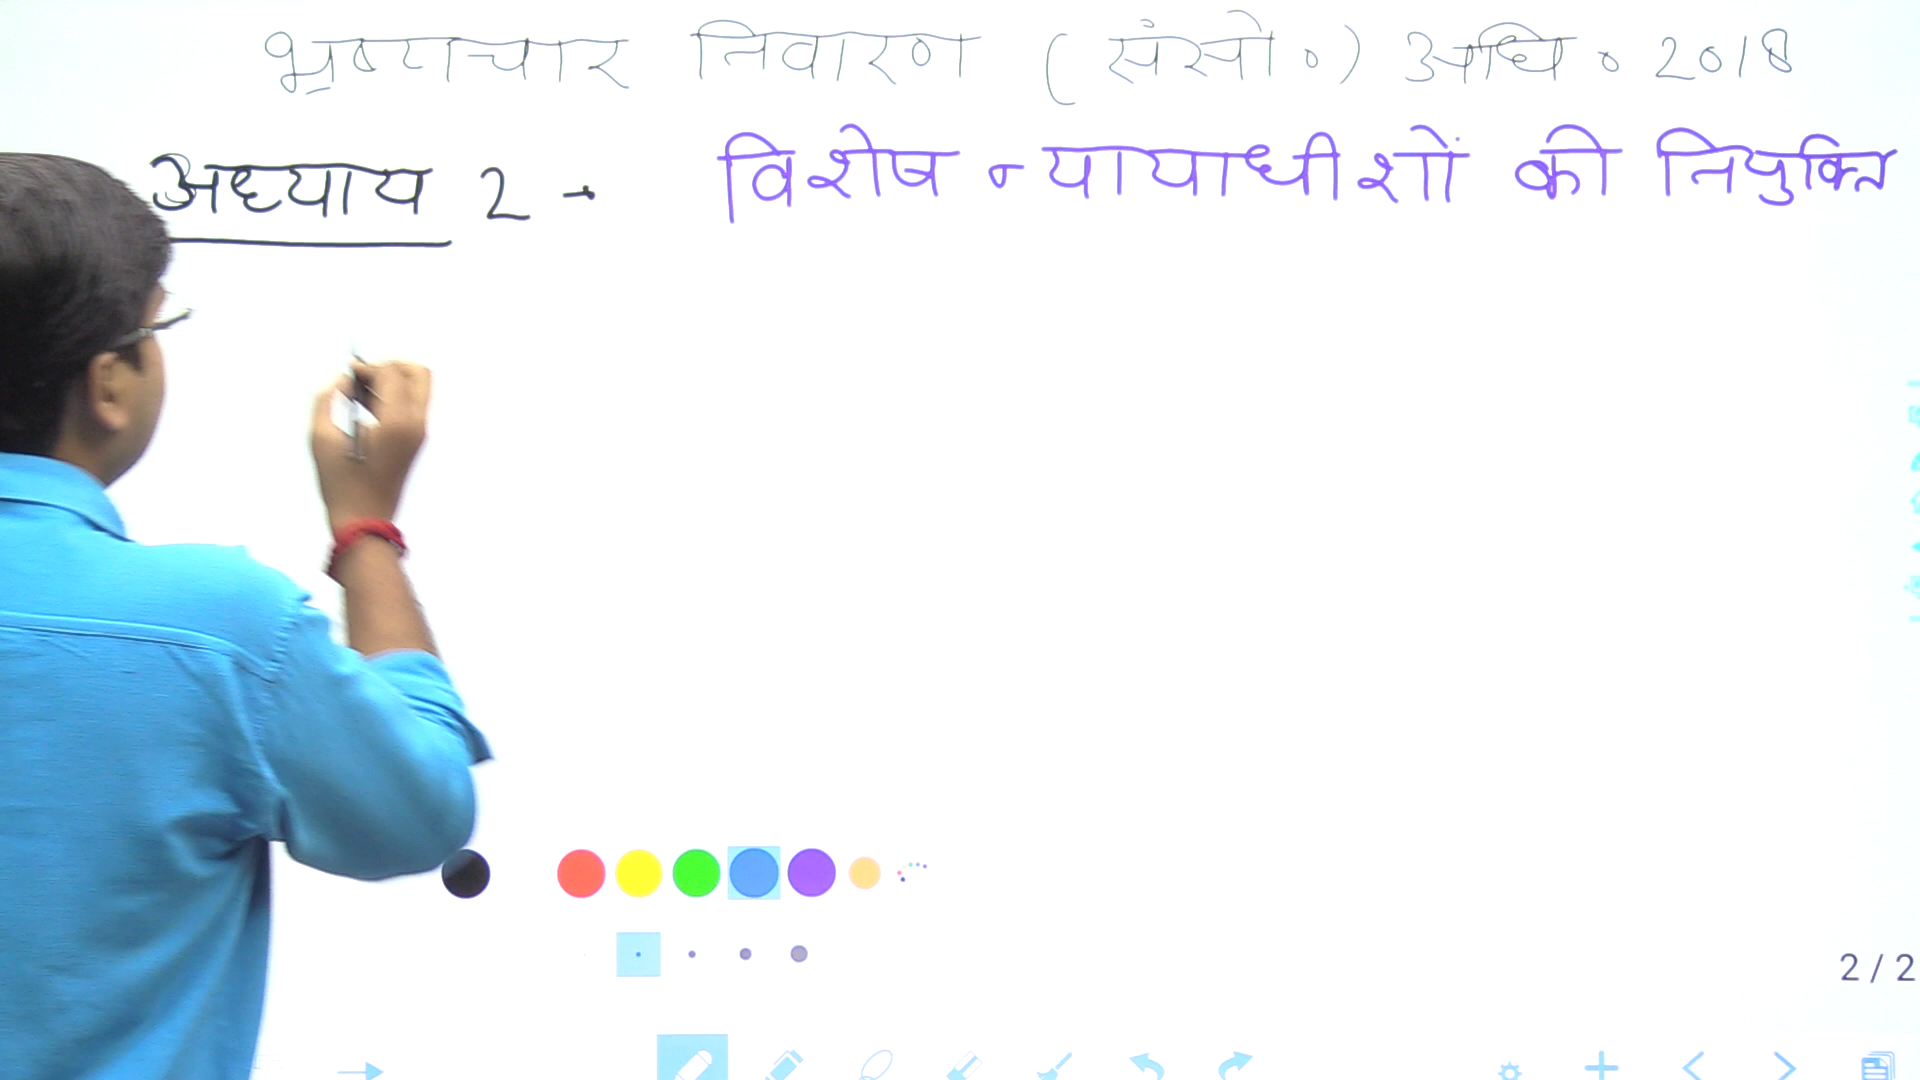 भ्रष्टाचार निवारण (संसो०) अधि० 2018
अध्याय 2 - विशेष न्यायाधीशों की नियुक्ति
2 / 2